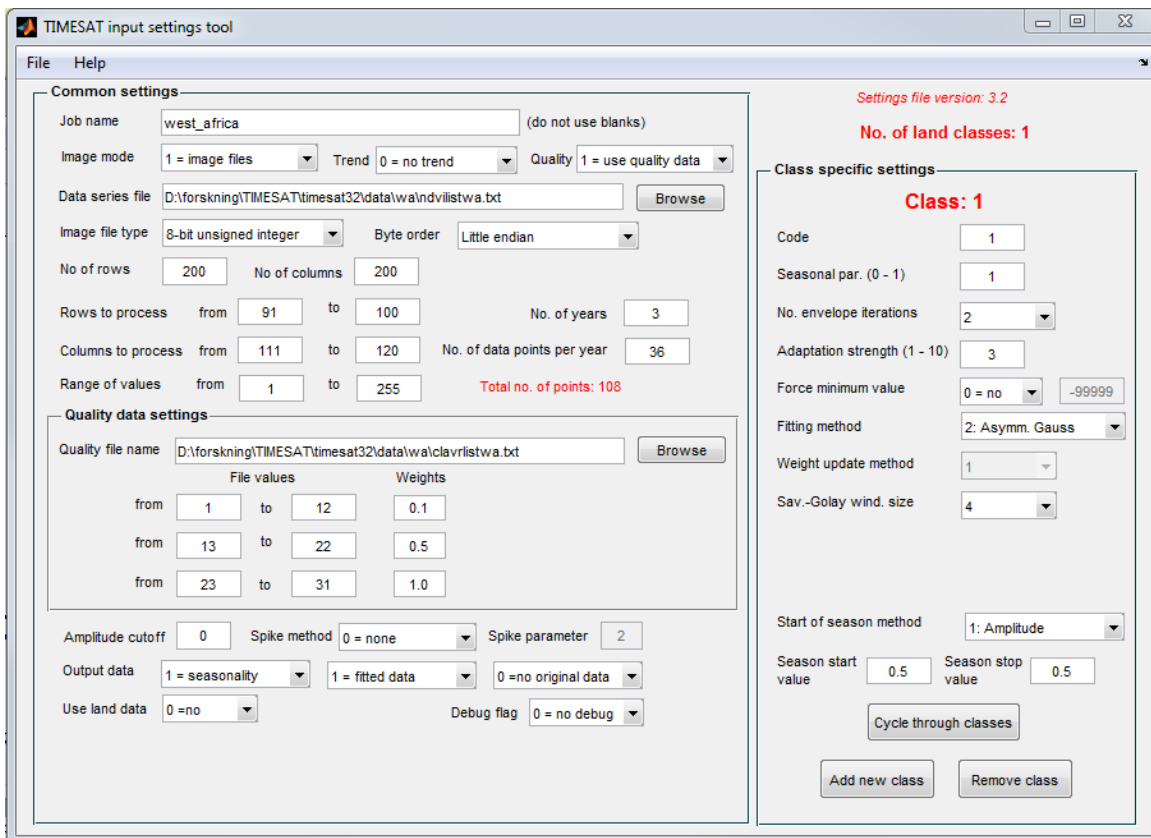 TIMESAT input settings tool
File Help
Common settings
Job name west_africa (do not use blanks)
Image mode 1 = image files Trend 0 = no trend Quality 1 = use quality data
Data series file D:\forskning\TIMESAT\timesat32\data\wa\ndvilistwa.txt Browse
Image file type 8-bit unsigned integer Byte order Little endian
No of rows 200 No of columns 200
Rows to process from 91 to 100 No. of years 3
Columns to process from 111 to 120 No. of data points per year 36
Range of values from 1 to 255 Total no. of points: 108
Quality data settings
Quality file name D:\forskning\TIMESAT\timesat32\data\wa\clavrlistwa.txt Browse
File values Weights
from 1 to 12 0.1
from 13 to 22 0.5
from 23 to 31 1.0
Amplitude cutoff 0 Spike method 0 = none Spike parameter 2
Output data 1 = seasonality 1 = fitted data 0 =no original data
Use land data 0 =no Debug flag 0 = no debug
Settings file version: 3.2
No. of land classes: 1
Class specific settings
Class: 1
Code 1
Seasonal par. (0 - 1) 1
No. envelope iterations 2
Adaptation strength (1 - 10) 3
Force minimum value 0 = no -99999
Fitting method 2: Asymm. Gauss
Weight update method 1
Sav.-Golay wind. size 4
Start of season method 1: Amplitude
Season start value 0.5 Season stop value 0.5
Cycle through classes
Add new class Remove class